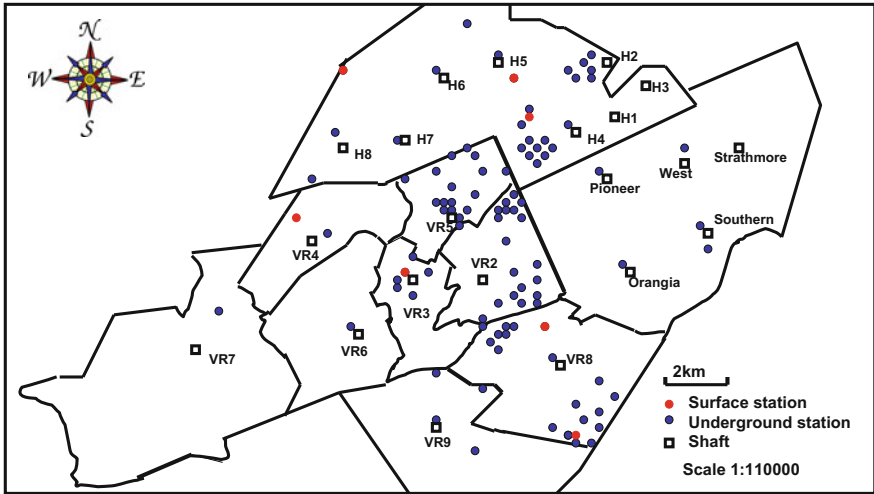 N
W E
S
H5
H2
H6
H3
H1
H4
H7
H8
Strathmore
West
Pioneer
Southern
VR5
VR4
VR2
Orangia
VR3
VR6
VR7
VR8
2km
Surface station
Underground station
VR9
Shaft
Scale 1:110000